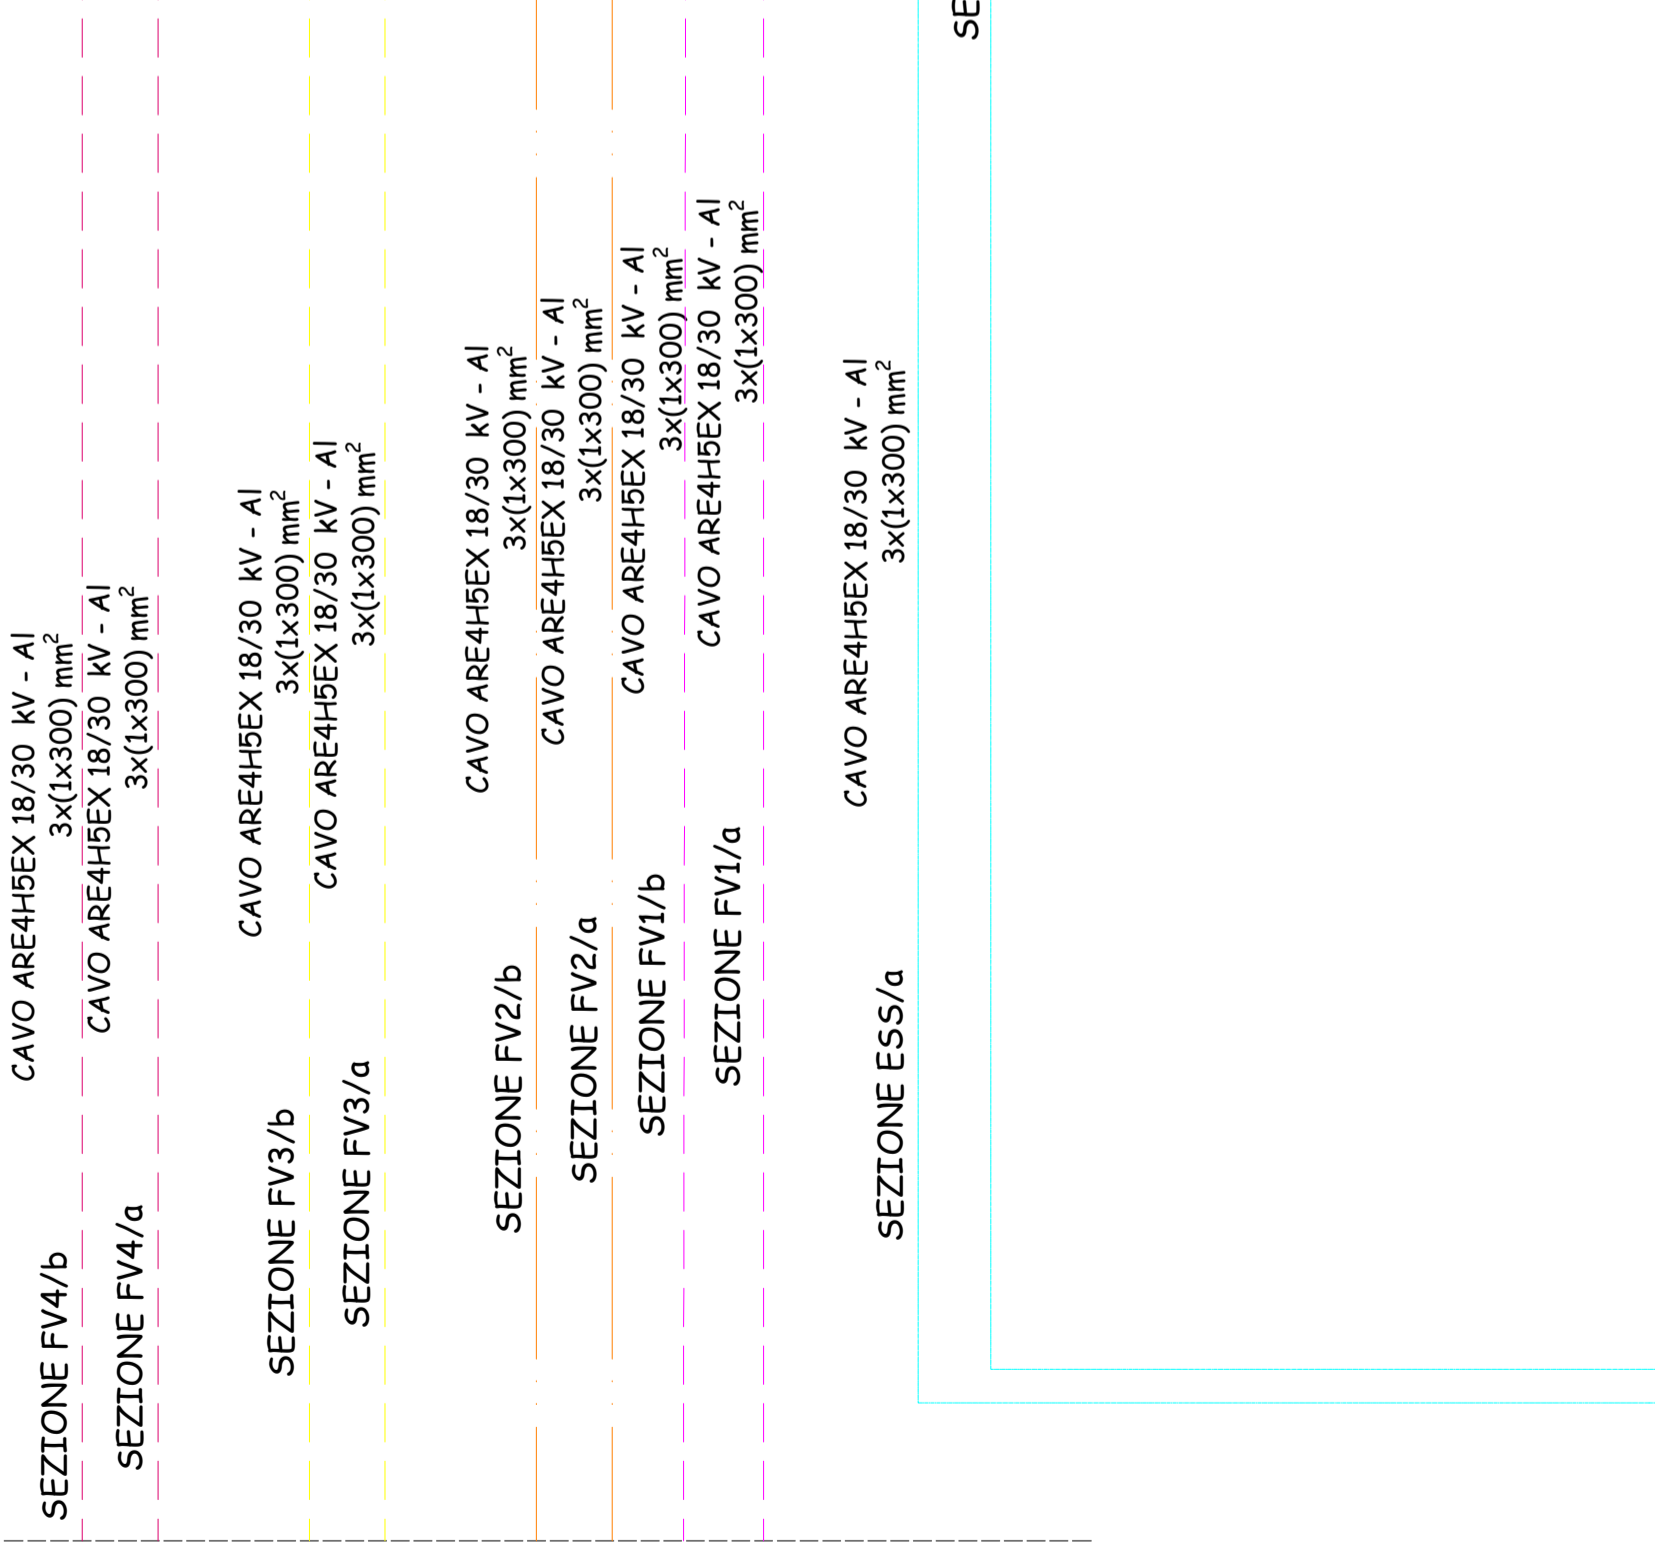 CAVO ARE4H5EX 18/30 kV - Al
3x(1x300) mm²
SEZIONE FV4/b
CAVO ARE4H5EX 18/30 kV - Al
3x(1x300) mm²
SEZIONE FV4/a
CAVO ARE4H5EX 18/30 kV - Al
3x(1x300) mm²
SEZIONE FV3/b
CAVO ARE4H5EX 18/30 kV - Al
3x(1x300) mm²
SEZIONE FV3/a
CAVO ARE4H5EX 18/30 kV - Al
3x(1x300) mm²
SEZIONE FV2/b
CAVO ARE4H5EX 18/30 kV - Al
3x(1x300) mm²
SEZIONE FV2/a
CAVO ARE4H5EX 18/30 kV - Al
3x(1x300) mm²
SEZIONE FV1/b
CAVO ARE4H5EX 18/30 kV - Al
3x(1x300) mm²
SEZIONE FV1/a
CAVO ARE4H5EX 18/30 kV - Al
3x(1x300) mm²
SEZIONE ESS/a
SE